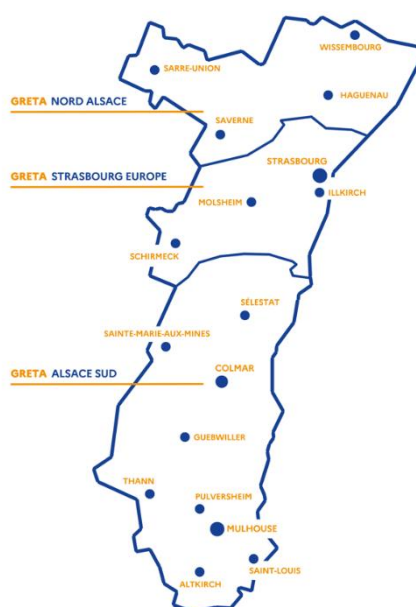 WISSEMBOURG
SARRE-UNION
HAGUENAU
GRETA NORD ALSACE
SAVERNE
STRASBOURG
GRETA STRASBOURG EUROPE
ILLKIRCH
MOLSHEIM
SCHIRMECK
SÉLESTAT
SAINTE-MARIE-AUX-MINES
COLMAR
GRETA ALSACE SUD
GUEBWILLER
THANN
PULVERSHEIM
MULHOUSE
SAINT-LOUIS
ALTKIRCH